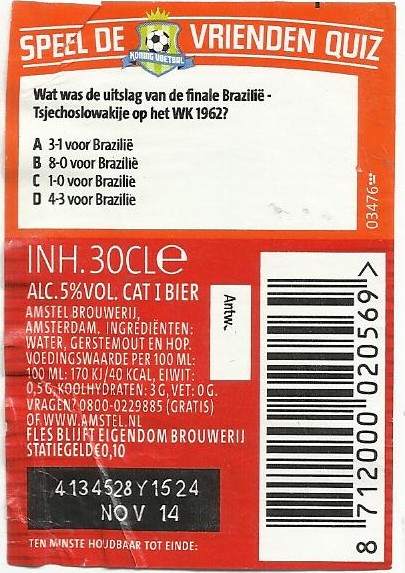 SPEEL DE VRIENDEN QUIZ
KONING VOETBAL
Wat was de uitslag van de finale Brazilië -
Tsjechoslowakije op het WK 1962?
A 3-1 voor Brazilië
B 8-0 voor Brazilië
C 1-0 voor Brazilië
D 4-3 voor Brazilië
03476
INH. 30CL e
ALC. 5% VOL. CAT I BIER
AMSTEL BROUWERIJ,
AMSTERDAM. INGREDIËNTEN:
WATER, GERSTEMOUT EN HOP.
VOEDINGSWAARDE PER 100 ML:
100 ML: 170 KJ/40 KCAL, EIWIT:
0,5G, KOOLHYDRATEN: 3G, VET: 0G.
VRAGEN? 0800-0229885 (GRATIS)
OF WWW.AMSTEL.NL
FLES BLIJFT EIGENDOM BROUWERIJ
STATIEGELD €0,10
Antw.
4134528Y1524
NOV 14
TEN MINSTE HOUDBAAR TOT EINDE:
8 712000 020569 >